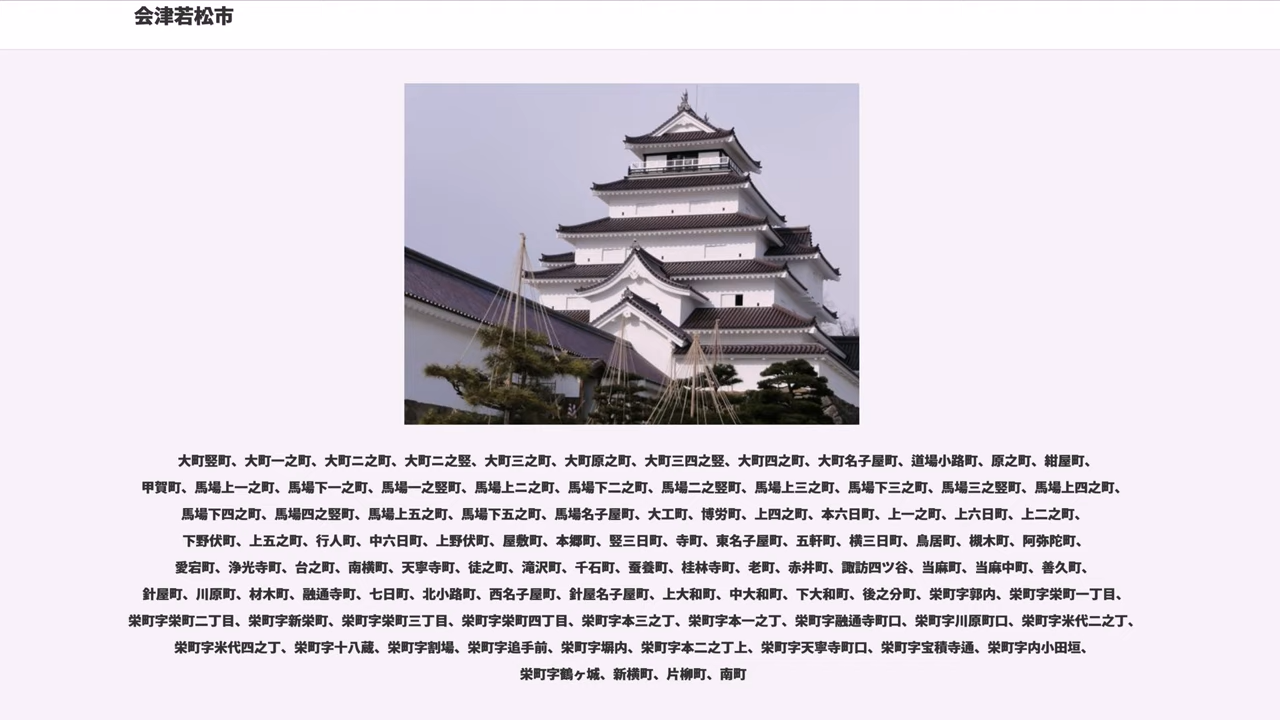 会津若松市
大町竪町、大町一之町、大町二之町、大町二之竪、大町三之町、大町原之町、大町三四之竪、大町四之町、大町名子屋町、道場小路町、原之町、紺屋町、
甲賀町、馬場上一之町、馬場下一之町、馬場一之竪町、馬場上二之町、馬場下二之町、馬場二之竪町、馬場上三之町、馬場下三之町、馬場三之竪町、馬場上四之町、
馬場下四之町、馬場四之竪町、馬場上五之町、馬場下五之町、馬場名子屋町、大工町、博労町、上四之町、本六日町、上一之町、上六日町、上二之町、
下野伏町、上五之町、行人町、中六日町、上野伏町、屋敷町、本郷町、竪三日町、寺町、東名子屋町、五軒町、横三日町、鳥居町、槻木町、阿弥陀町、
愛宕町、浄光寺町、台之町、南横町、天寧寺町、徒之町、滝沢町、千石町、蚕養町、桂林寺町、老町、赤井町、諏訪四ツ谷、当麻町、当麻中町、善久町、
針屋町、川原町、材木町、融通寺町、七日町、北小路町、西名子屋町、針屋名子屋町、上大和町、中大和町、下大和町、後之分町、栄町字郭内、栄町字栄町一丁目、
栄町字栄町二丁目、栄町字新栄町、栄町字栄町三丁目、栄町字栄町四丁目、栄町字本三之丁、栄町字本一之丁、栄町字融通寺町口、栄町字川原町口、栄町字米代二之丁、
栄町字米代四之丁、栄町字十八蔵、栄町字割場、栄町字追手前、栄町字塀内、栄町字本二之丁上、栄町字天寧寺町口、栄町字宝積寺通、栄町字内小田垣、
栄町字鶴ヶ城、新横町、片柳町、南町